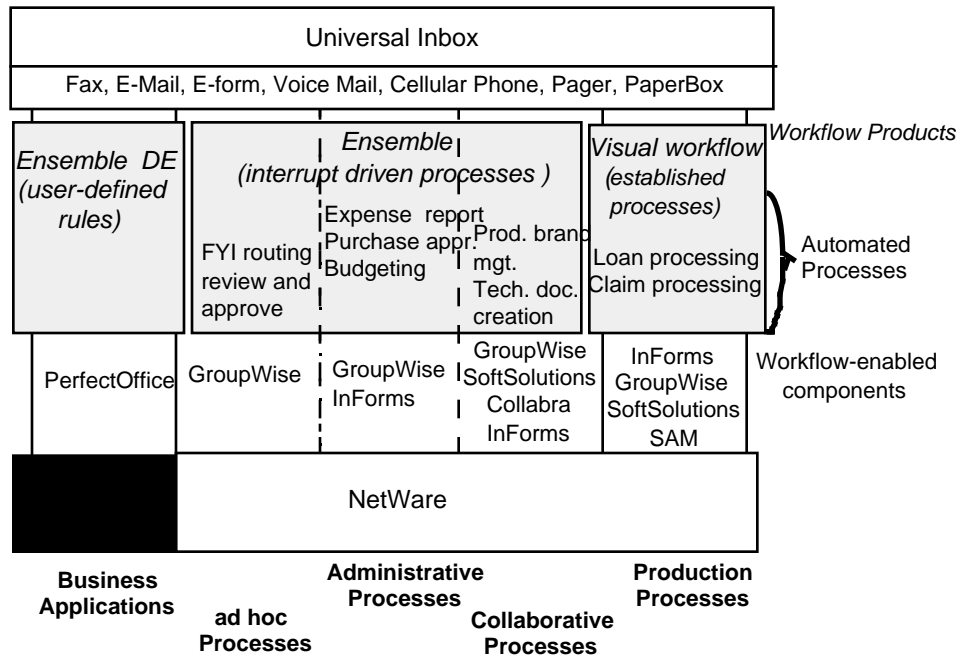 Universal Inbox
Fax, E-Mail, E-form, Voice Mail, Cellular Phone, Pager, PaperBox
Workflow Products
Ensemble DE
(user-defined
rules)
Ensemble
(interrupt driven processes )
Visual workflow
(established
processes)
FYI routing
review and
approve
Expense report
Purchase appr.
Budgeting
Prod. brand
mgt.
Tech. doc.
creation
Loan processing
Claim processing
Automated
Processes
PerfectOffice
GroupWise
GroupWise
InForms
GroupWise
SoftSolutions
Collabra
InForms
InForms
GroupWise
SoftSolutions
SAM
Workflow-enabled
components
NetWare
Business
Applications
ad hoc
Processes
Administrative
Processes
Collaborative
Processes
Production
Processes